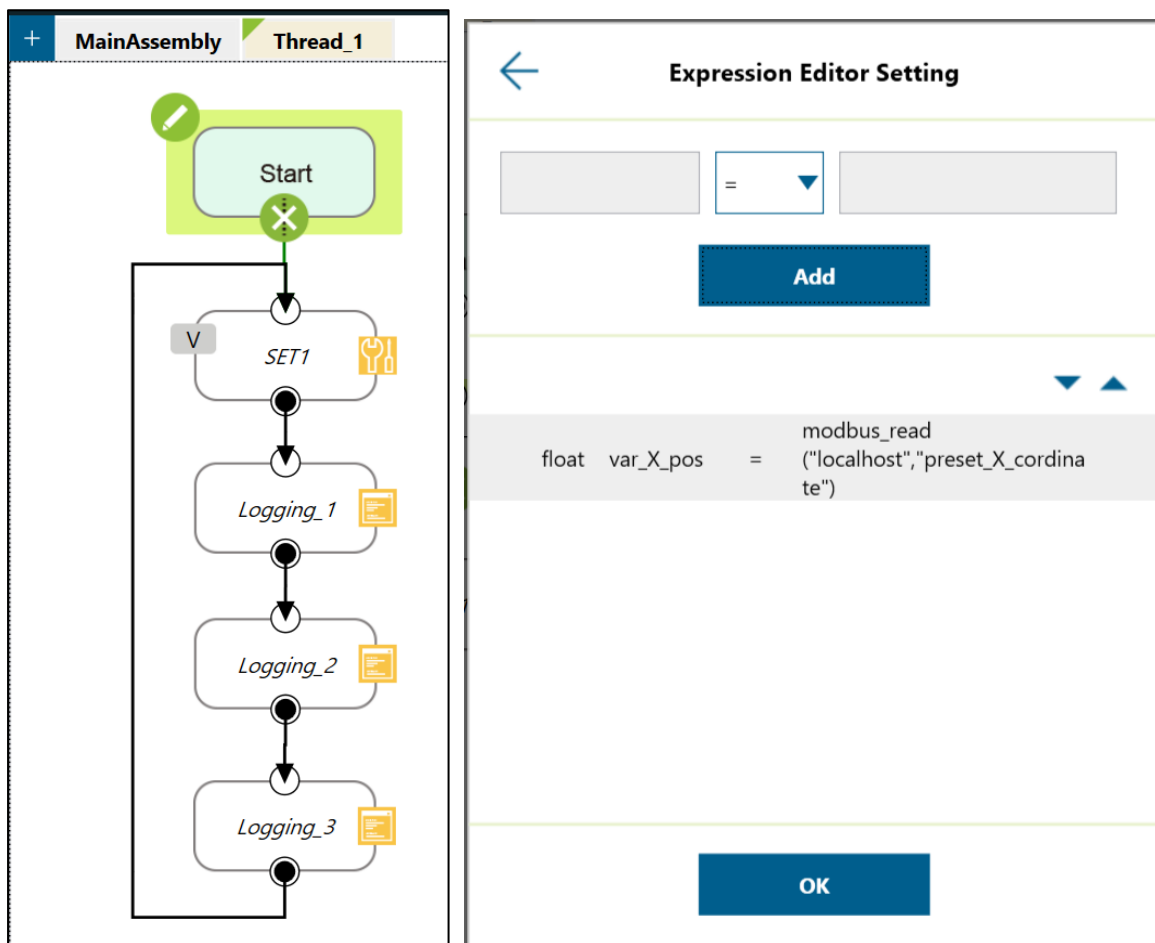 + MainAssembly Thread_1
Start
V
SET1
Logging_1
Logging_2
Logging_3
Expression Editor Setting
=
Add
float var_X_pos = modbus_read
("localhost","preset_X_cordina
te")
OK